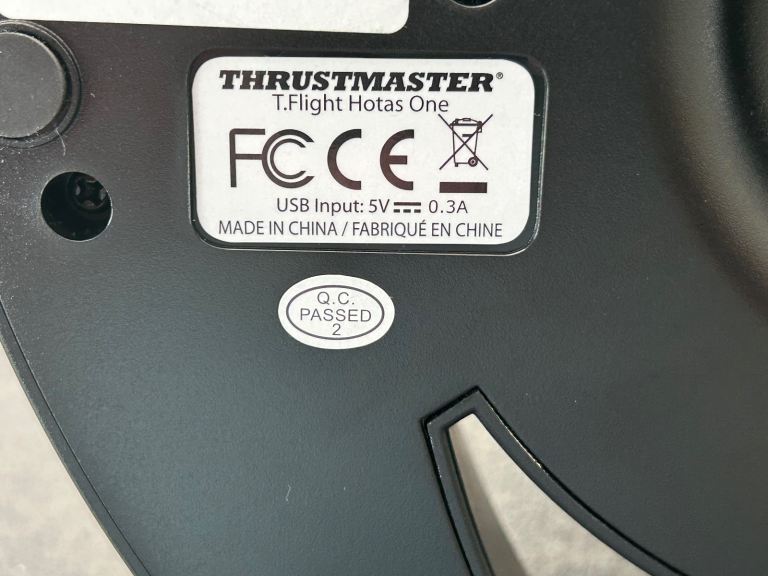 THRUSTMASTER®
T.Flight Hotas One
FC CE
USB Input: 5V⎓ 0.3A
MADE IN CHINA / FABRIQUÉ EN CHINE
Q.C.
PASSED
2